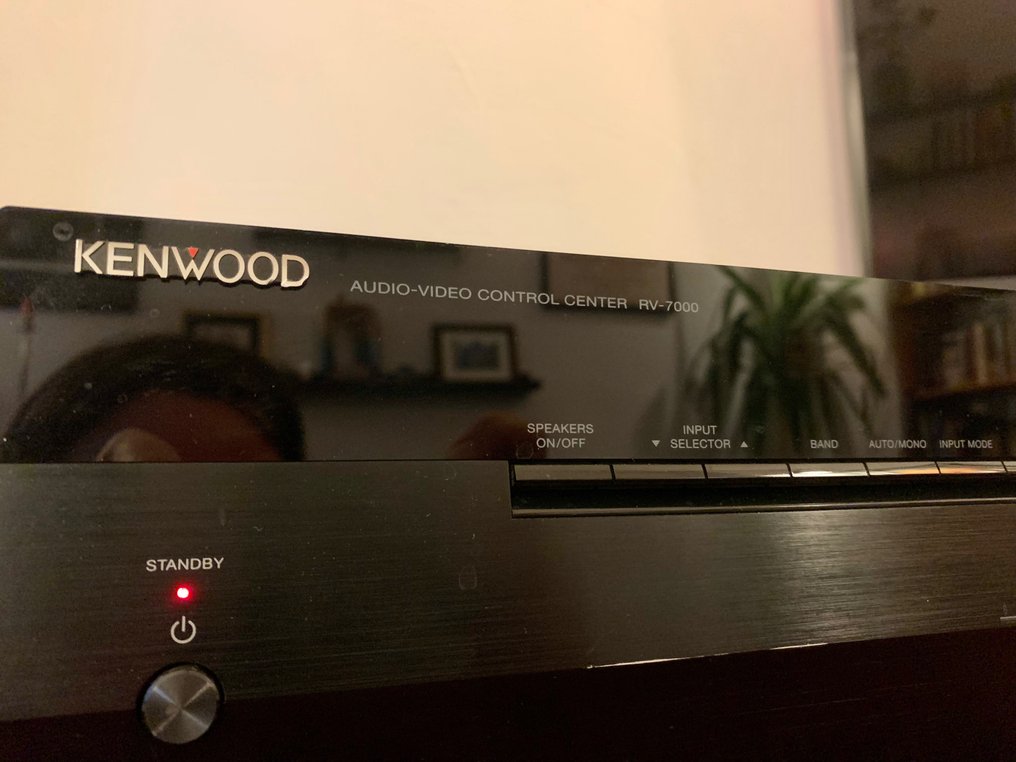 KENWOOD
AUDIO-VIDEO CONTROL CENTER RV-7000
SPEAKERS
ON/OFF
▼ INPUT
SELECTOR ▲
BAND
AUTO/MONO
INPUT MODE
STANDBY